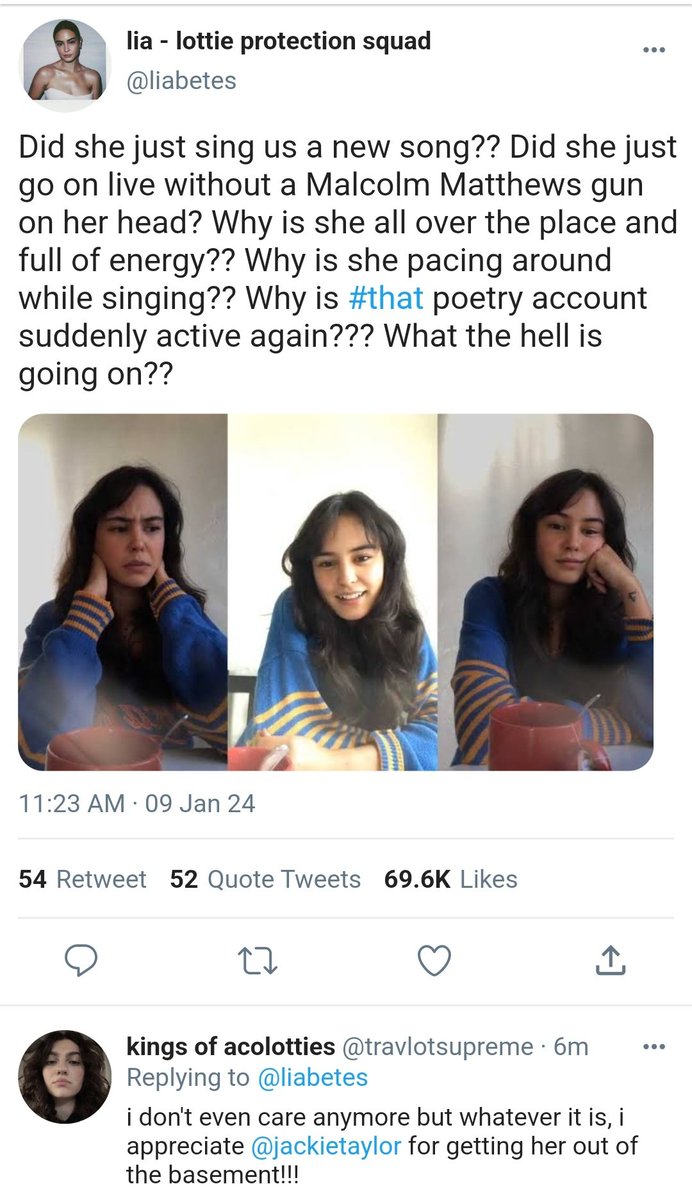 lia - lottie protection squad
@liabetes
Did she just sing us a new song?? Did she just
go on live without a Malcolm Matthews gun
on her head? Why is she all over the place and
full of energy?? Why is she pacing around
while singing?? Why is #that poetry account
suddenly active again??? What the hell is
going on??
11:23 AM · 09 Jan 24
54 Retweet 52 Quote Tweets 69.6K Likes
kings of acolotties @travlotsupreme · 6m
Replying to @liabetes
i don't even care anymore but whatever it is, i
appreciate @jackietaylor for getting her out of
the basement!!!